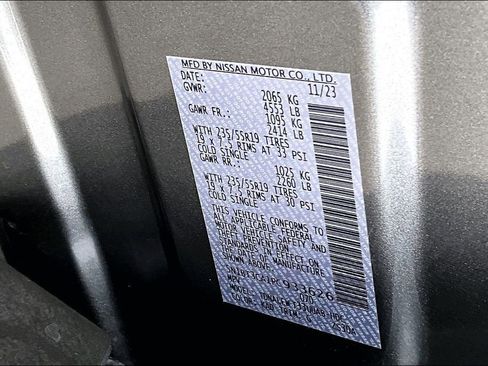 MFD BY NISSAN MOTOR CO., LTD.
DATE: 11/23
GVWR: 2065 KG
4553 LB
GAWR FR.: 1095 KG
2414 LB
WITH 235/55R19 TIRES
19 x 7.5 RIMS AT 33 PSI
COLD SINGLE
GAWR RR.: 1025 KG
2260 LB
WITH 235/55R19 TIRES
19 x 7.5 RIMS AT 30 PSI
COLD SINGLE
THIS VEHICLE CONFORMS TO
ALL APPLICABLE FEDERAL
MOTOR VEHICLE SAFETY AND
THEFT PREVENTION
STANDARDS IN EFFECT
ON THE DATE OF MANUFACTURE
SHOWN ABOVE.
933626
COLOR TRIM